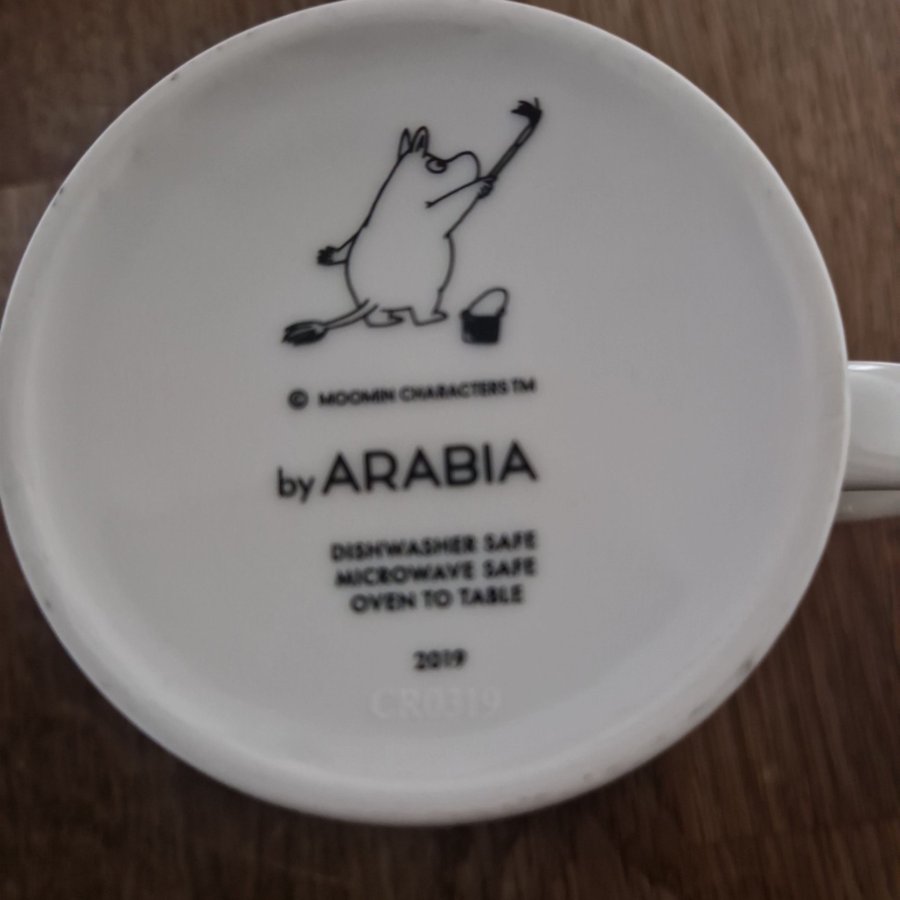 © MOOMIN CHARACTERS TM
by ARABIA
DISHWASHER SAFE
MICROWAVE SAFE
OVEN TO TABLE
2019
CR0319